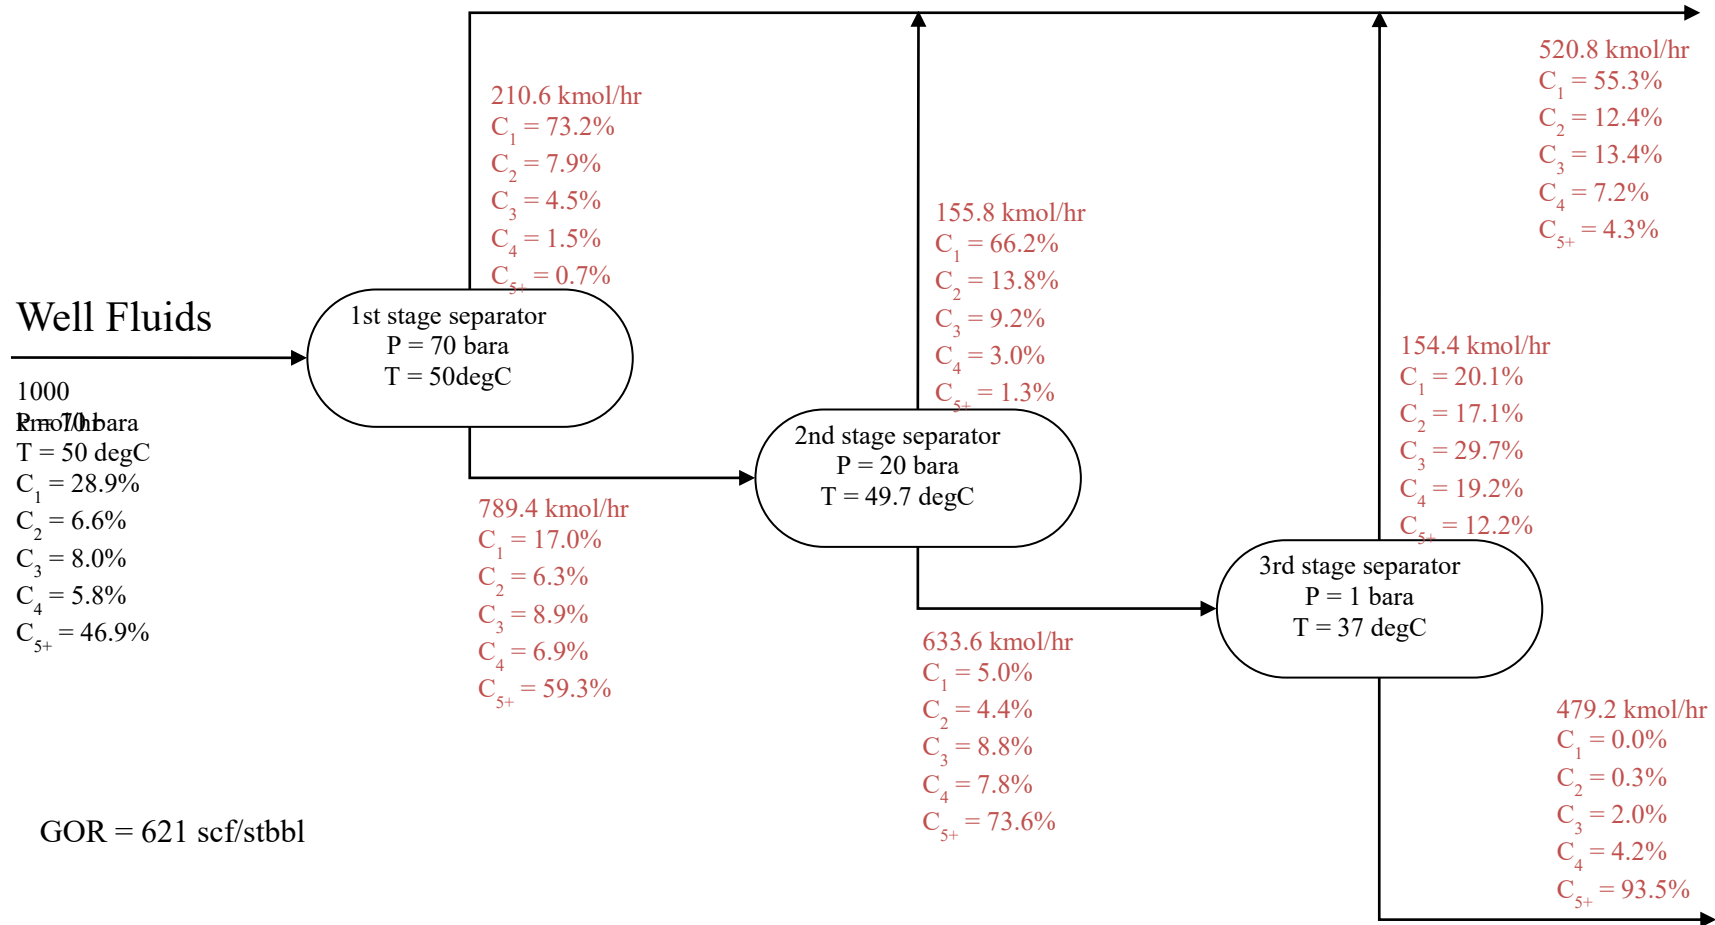 520.8 kmol/hr
C1 = 55.3%
C2 = 12.4%
C3 = 13.4%
C4 = 7.2%
C5+ = 4.3%
210.6 kmol/hr
C1 = 73.2%
C2 = 7.9%
C3 = 4.5%
C4 = 1.5%
C5+ = 0.7%
155.8 kmol/hr
C1 = 66.2%
C2 = 13.8%
C3 = 9.2%
C4 = 3.0%
C5+ = 1.3%
154.4 kmol/hr
C1 = 20.1%
C2 = 17.1%
C3 = 29.7%
C4 = 19.2%
C5+ = 12.2%
Well Fluids
1000
kmol/hr
P = 70 bara
T = 50 degC
C1 = 28.9%
C2 = 6.6%
C3 = 8.0%
C4 = 5.8%
C5+ = 46.9%
1st stage separator
P = 70 bara
T = 50degC
789.4 kmol/hr
C1 = 17.0%
C2 = 6.3%
C3 = 8.9%
C4 = 6.9%
C5+ = 59.3%
2nd stage separator
P = 20 bara
T = 49.7 degC
633.6 kmol/hr
C1 = 5.0%
C2 = 4.4%
C3 = 8.8%
C4 = 7.8%
C5+ = 73.6%
3rd stage separator
P = 1 bara
T = 37 degC
479.2 kmol/hr
C1 = 0.0%
C2 = 0.3%
C3 = 2.0%
C4 = 4.2%
C5+ = 93.5%
GOR = 621 scf/stbbl